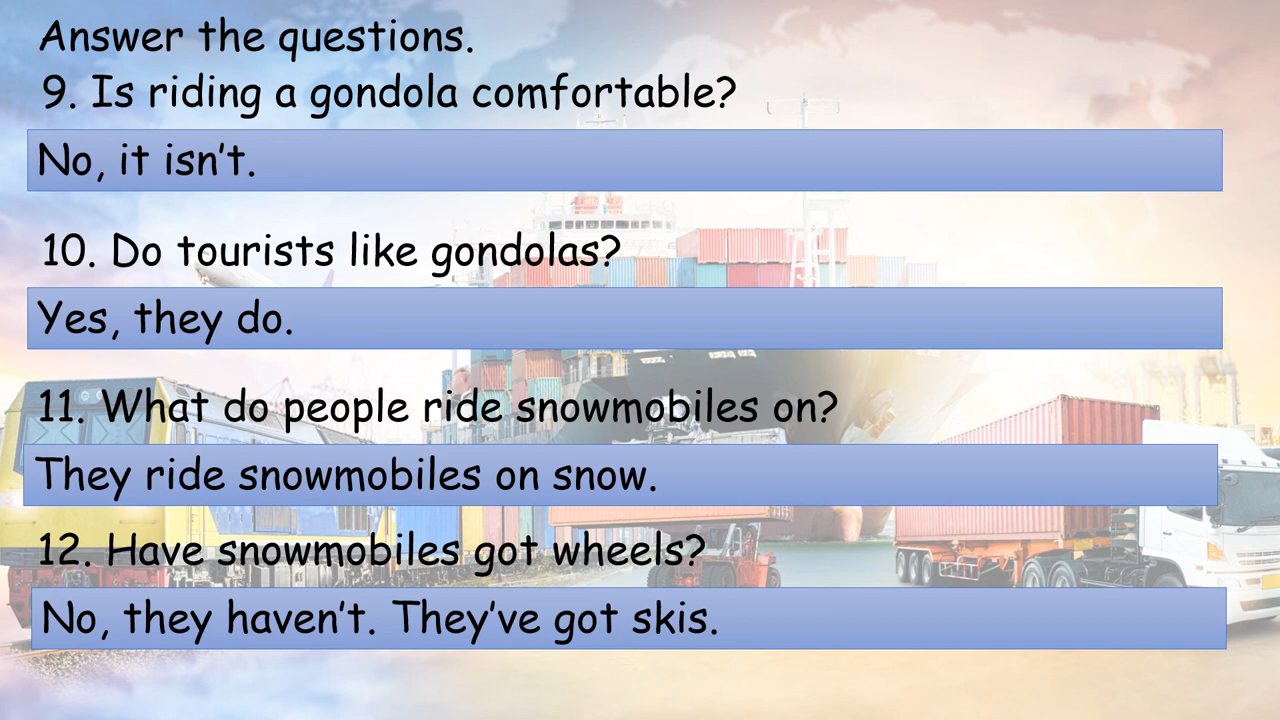 Answer the questions.
9. Is riding a gondola comfortable?
No, it isn’t.
10. Do tourists like gondolas?
Yes, they do.
11. What do people ride snowmobiles on?
They ride snowmobiles on snow.
12. Have snowmobiles got wheels?
No, they haven’t. They’ve got skis.